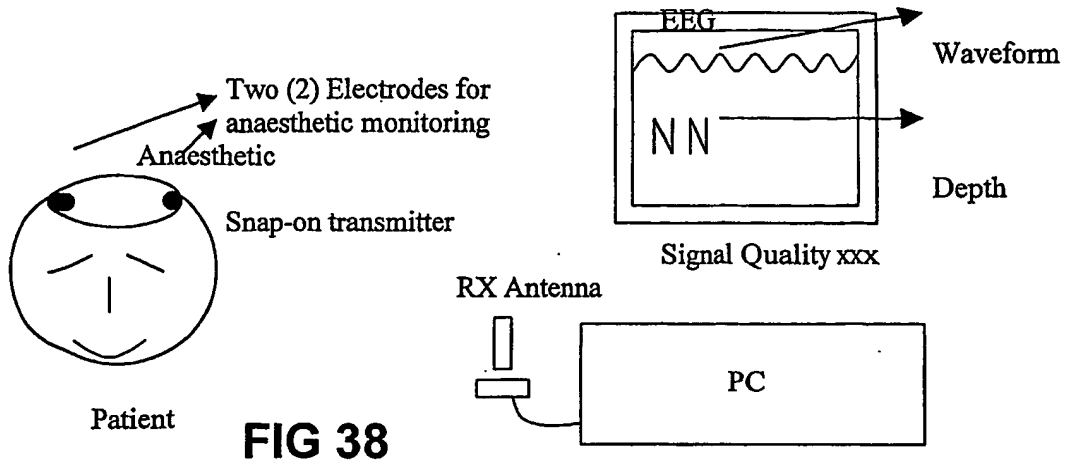 EEG
Waveform
Two (2) Electrodes for
anaesthetic monitoring
Anaesthetic
NN
Depth
Snap-on transmitter
Signal Quality xxx
RX Antenna
PC
Patient
FIG 38